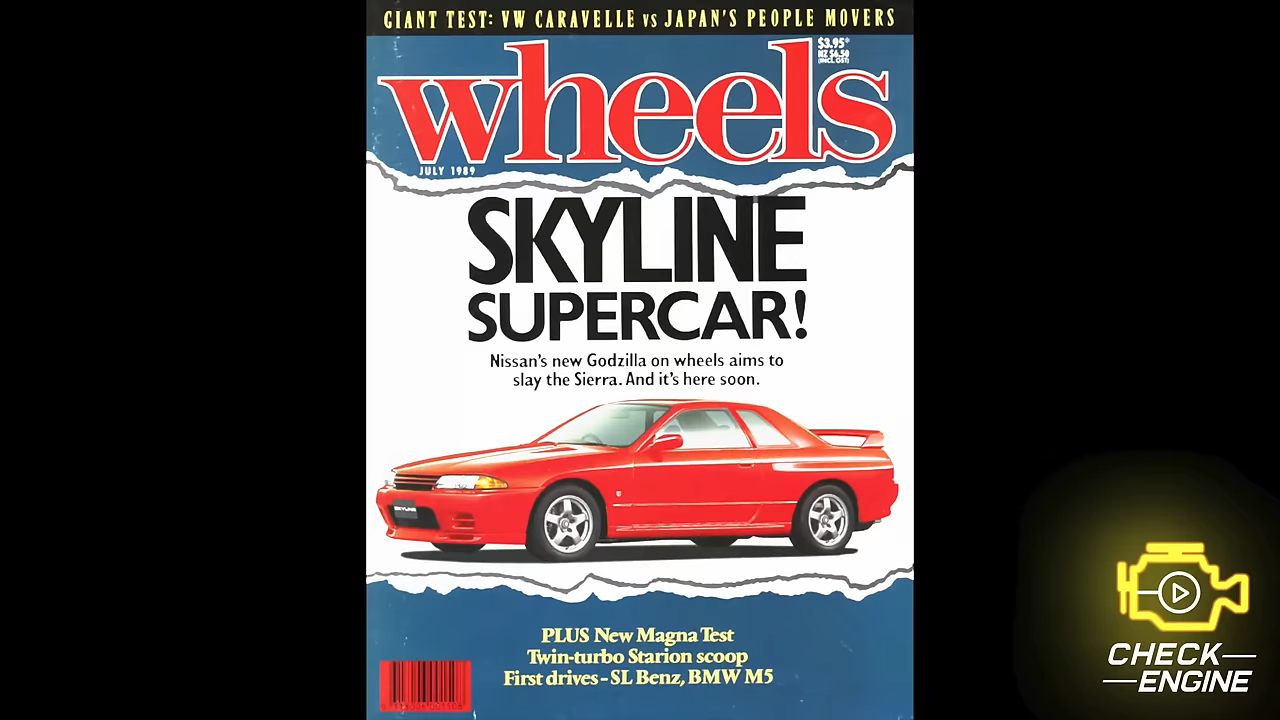 GIANT TEST: VW CARAVELLE vs JAPAN'S PEOPLE MOVERS
$3.95*
NZ $6.50
(INCL. GST)
wheels
JULY 1989
SKYLINE
SUPERCAR!
Nissan's new Godzilla on wheels aims to
slay the Sierra. And it's here soon.
SKYLINE
PLUS New Magna Test
Twin-turbo Starion scoop
First drives - SL Benz, BMW M5
CHECK
ENGINE